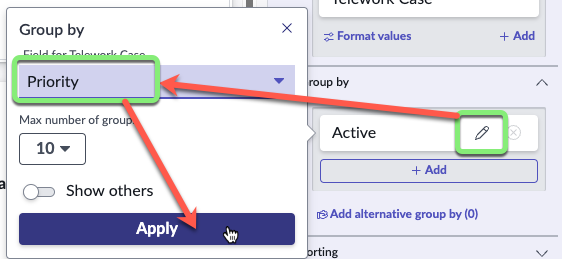 Group by
Field for Telework Case
Priority
Max number of group
10
Show others
Apply
Telework Case
Format values
+ Add
Group by
Active
+ Add
Add alternative group by (0)
orting